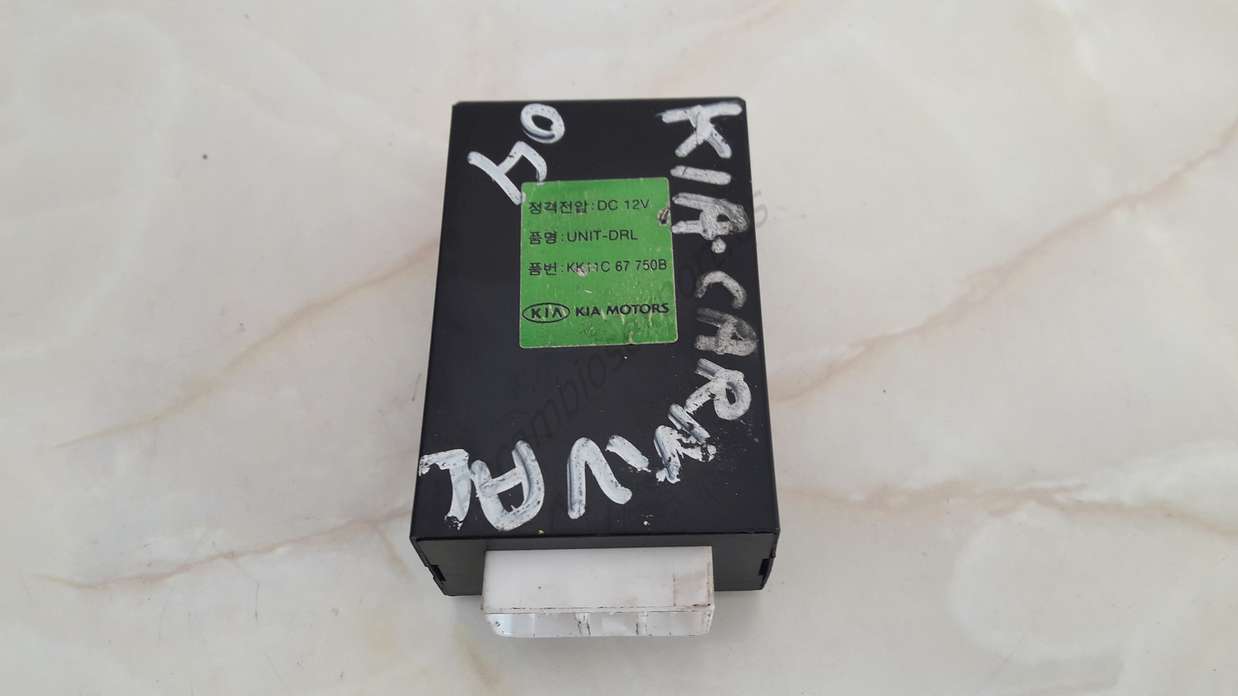 정격전압: DC 12V
품명: UNIT-DRL
품번: KK11C 67 750B
KIA KIA MOTORS
KIA·CARNIVAL
04